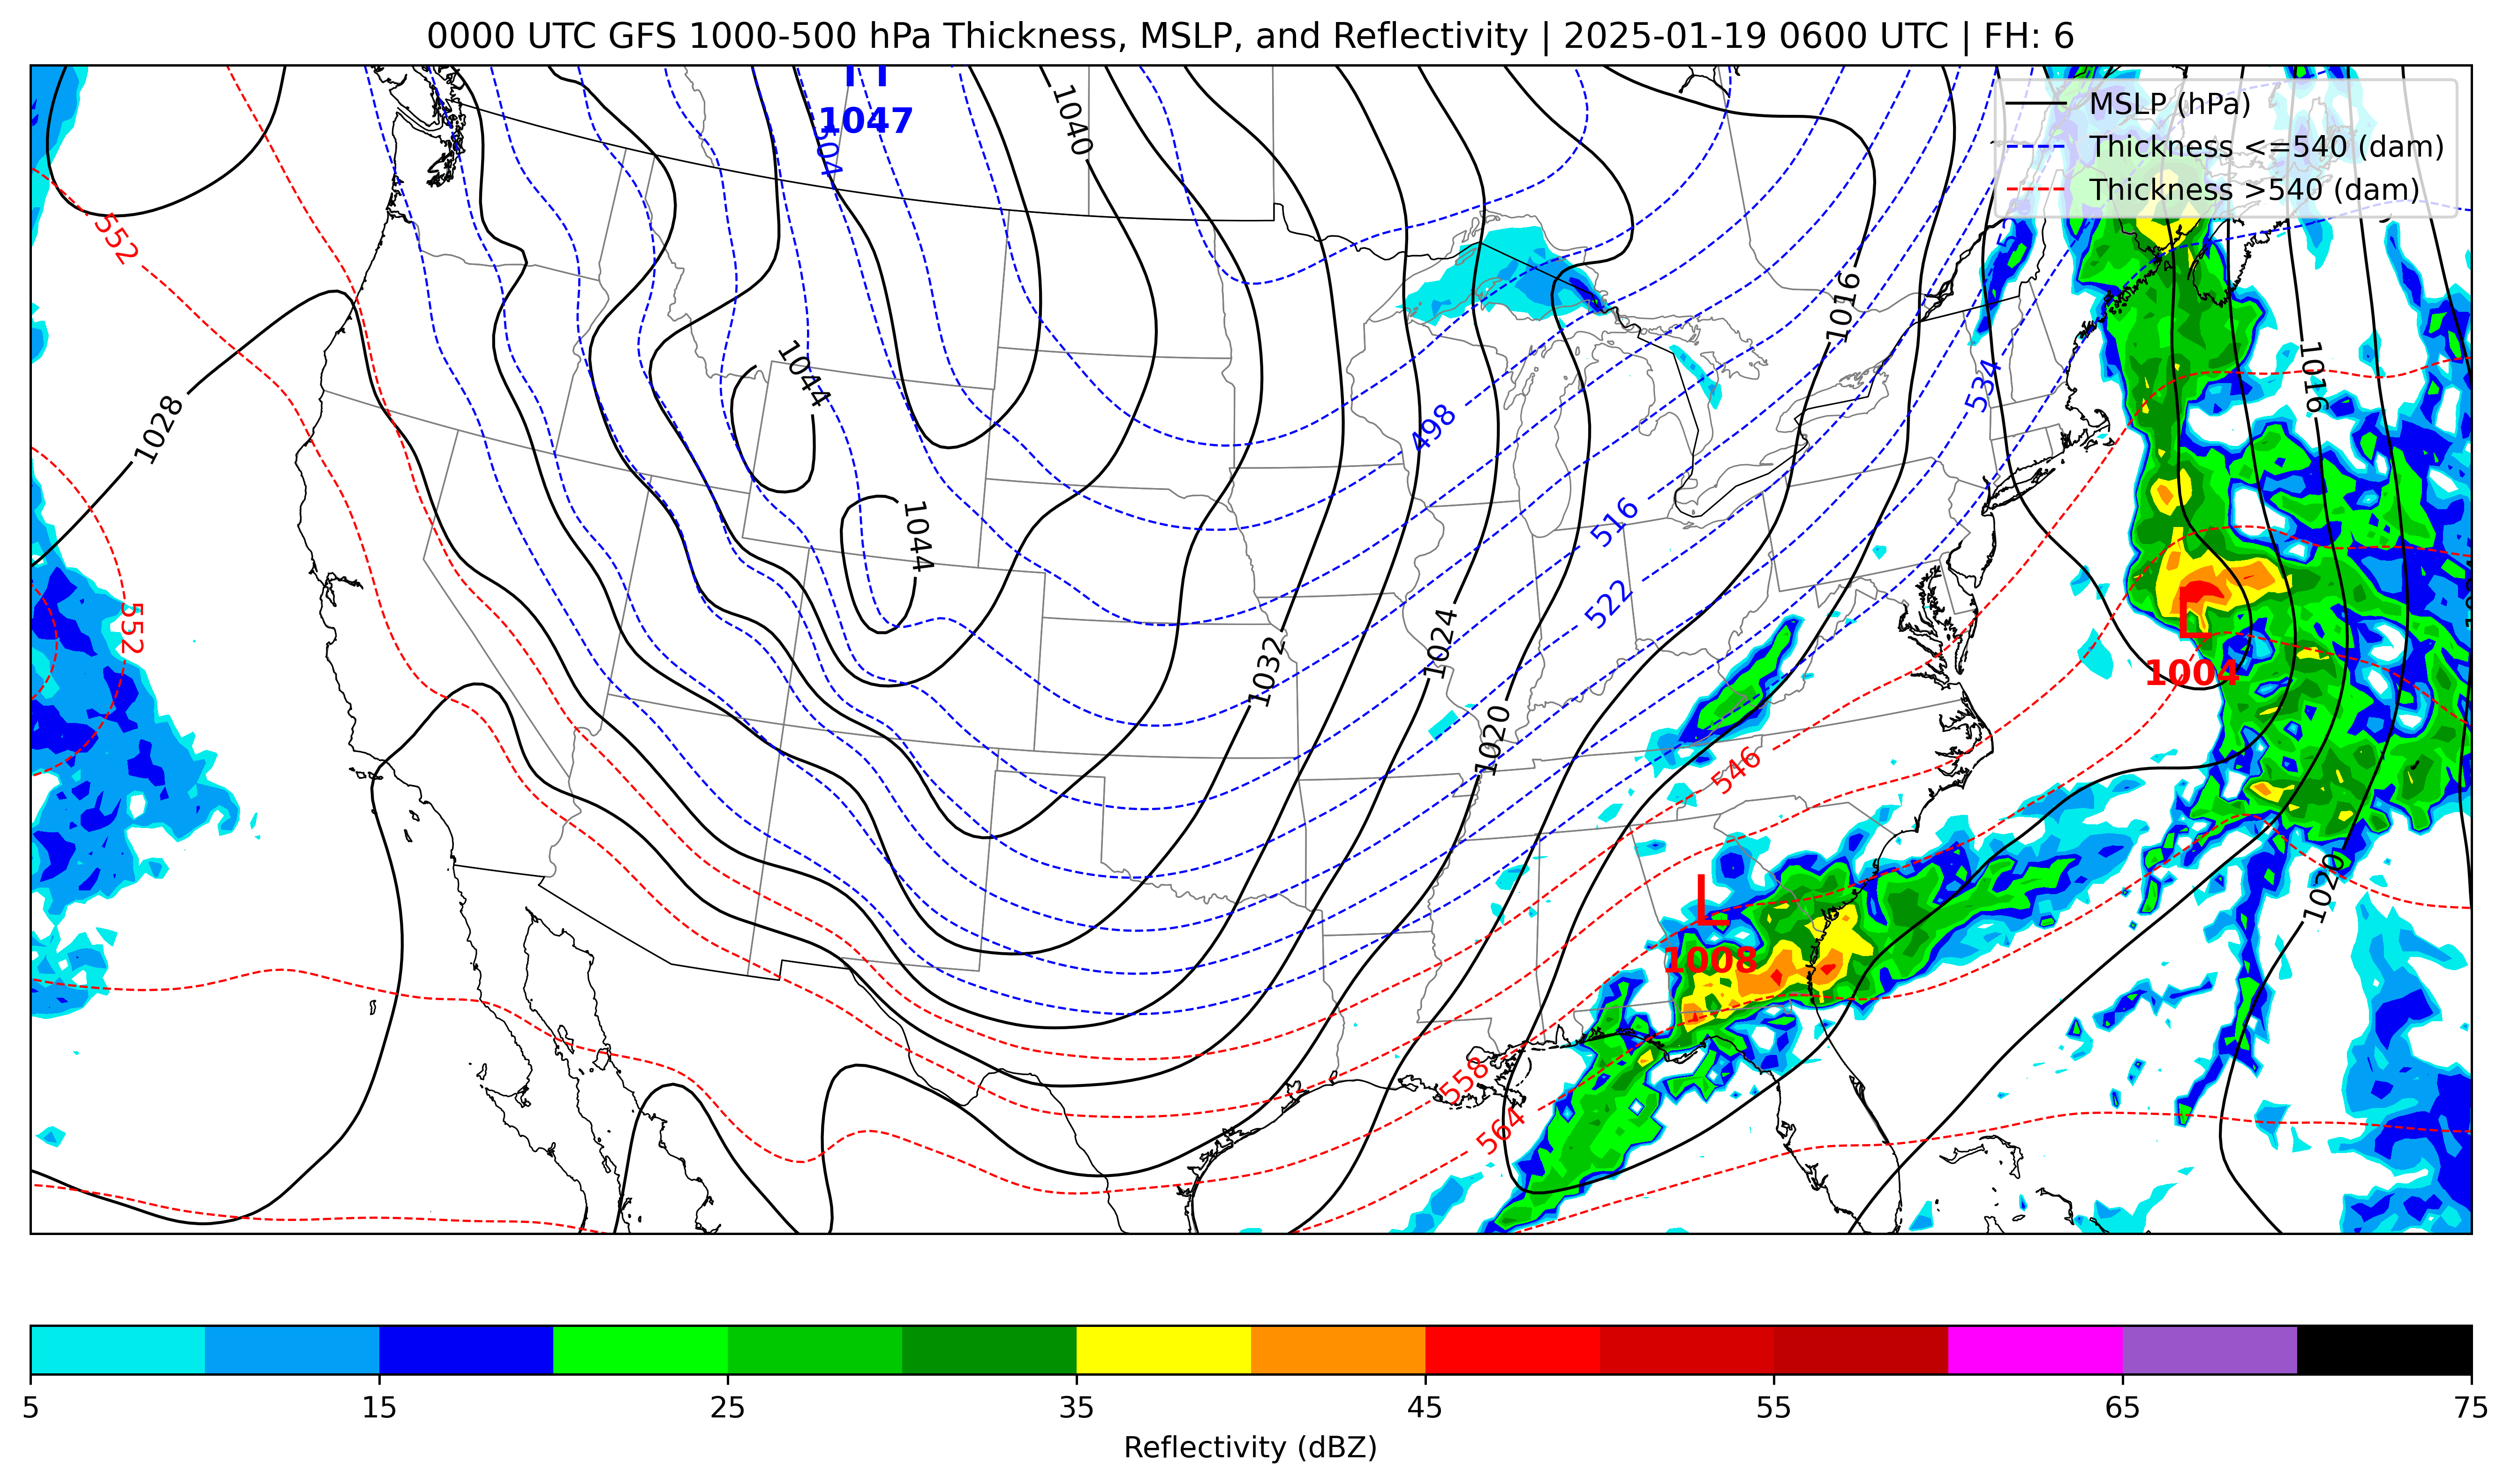 0000 UTC GFS 1000-500 hPa Thickness, MSLP, and Reflectivity | 2025-01-19 0600 UTC | FH: 6
MSLP (hPa)
Thickness <=540 (dam)
Thickness >540 (dam)
1047
504
1040
552
1016
1044
1016
534
1028
498
1044
516
522
552
1024
1032
L
1004
1020
546
1020
L
1008
558
564
5 15 25 35 45 55 65 75
Reflectivity (dBZ)